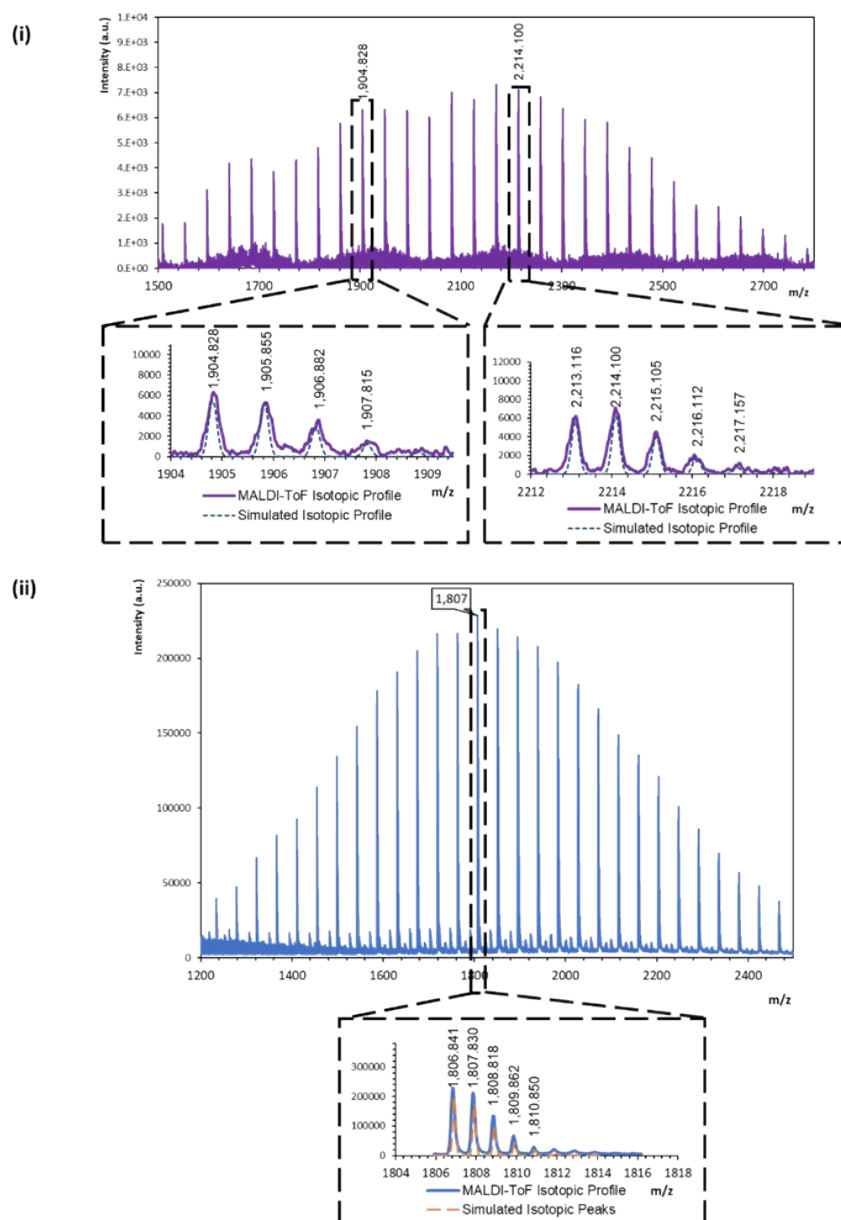 (i)
Intensity (a.u.)
1.E+04
9.E+03
8.E+03
7.E+03
6.E+03
5.E+03
4.E+03
3.E+03
2.E+03
1.E+03
0.E+00
1,904.828
2,214.100
1500 1700 1900 2100 2300 2500 2700
m/z
10000
8000
6000
4000
2000
0
1,904.828
1,905.855
1,906.882
1,907.815
1904 1905 1906 1907 1908 1909
m/z
MALDI-ToF Isotopic Profile
Simulated Isotopic Profile
12000
10000
8000
6000
4000
2000
0
2,213.116
2,214.100
2,215.105
2,216.112
2,217.157
2212 2214 2216 2218
MALDI-ToF Isotopic Profile m/z
Simulated Isotopic Profile
(ii)
Intensity (a.u.)
250000
200000
150000
100000
50000
0
1,807
1200 1400 1600 1800 2000 2200 2400
m/z
300000
200000
100000
0
1,806.841
1,807.830
1,808.818
1,809.862
1,810.850
1804 1806 1808 1810 1812 1814 1816 1818
MALDI-ToF Isotopic Profile m/z
Simulated Isotopic Peaks